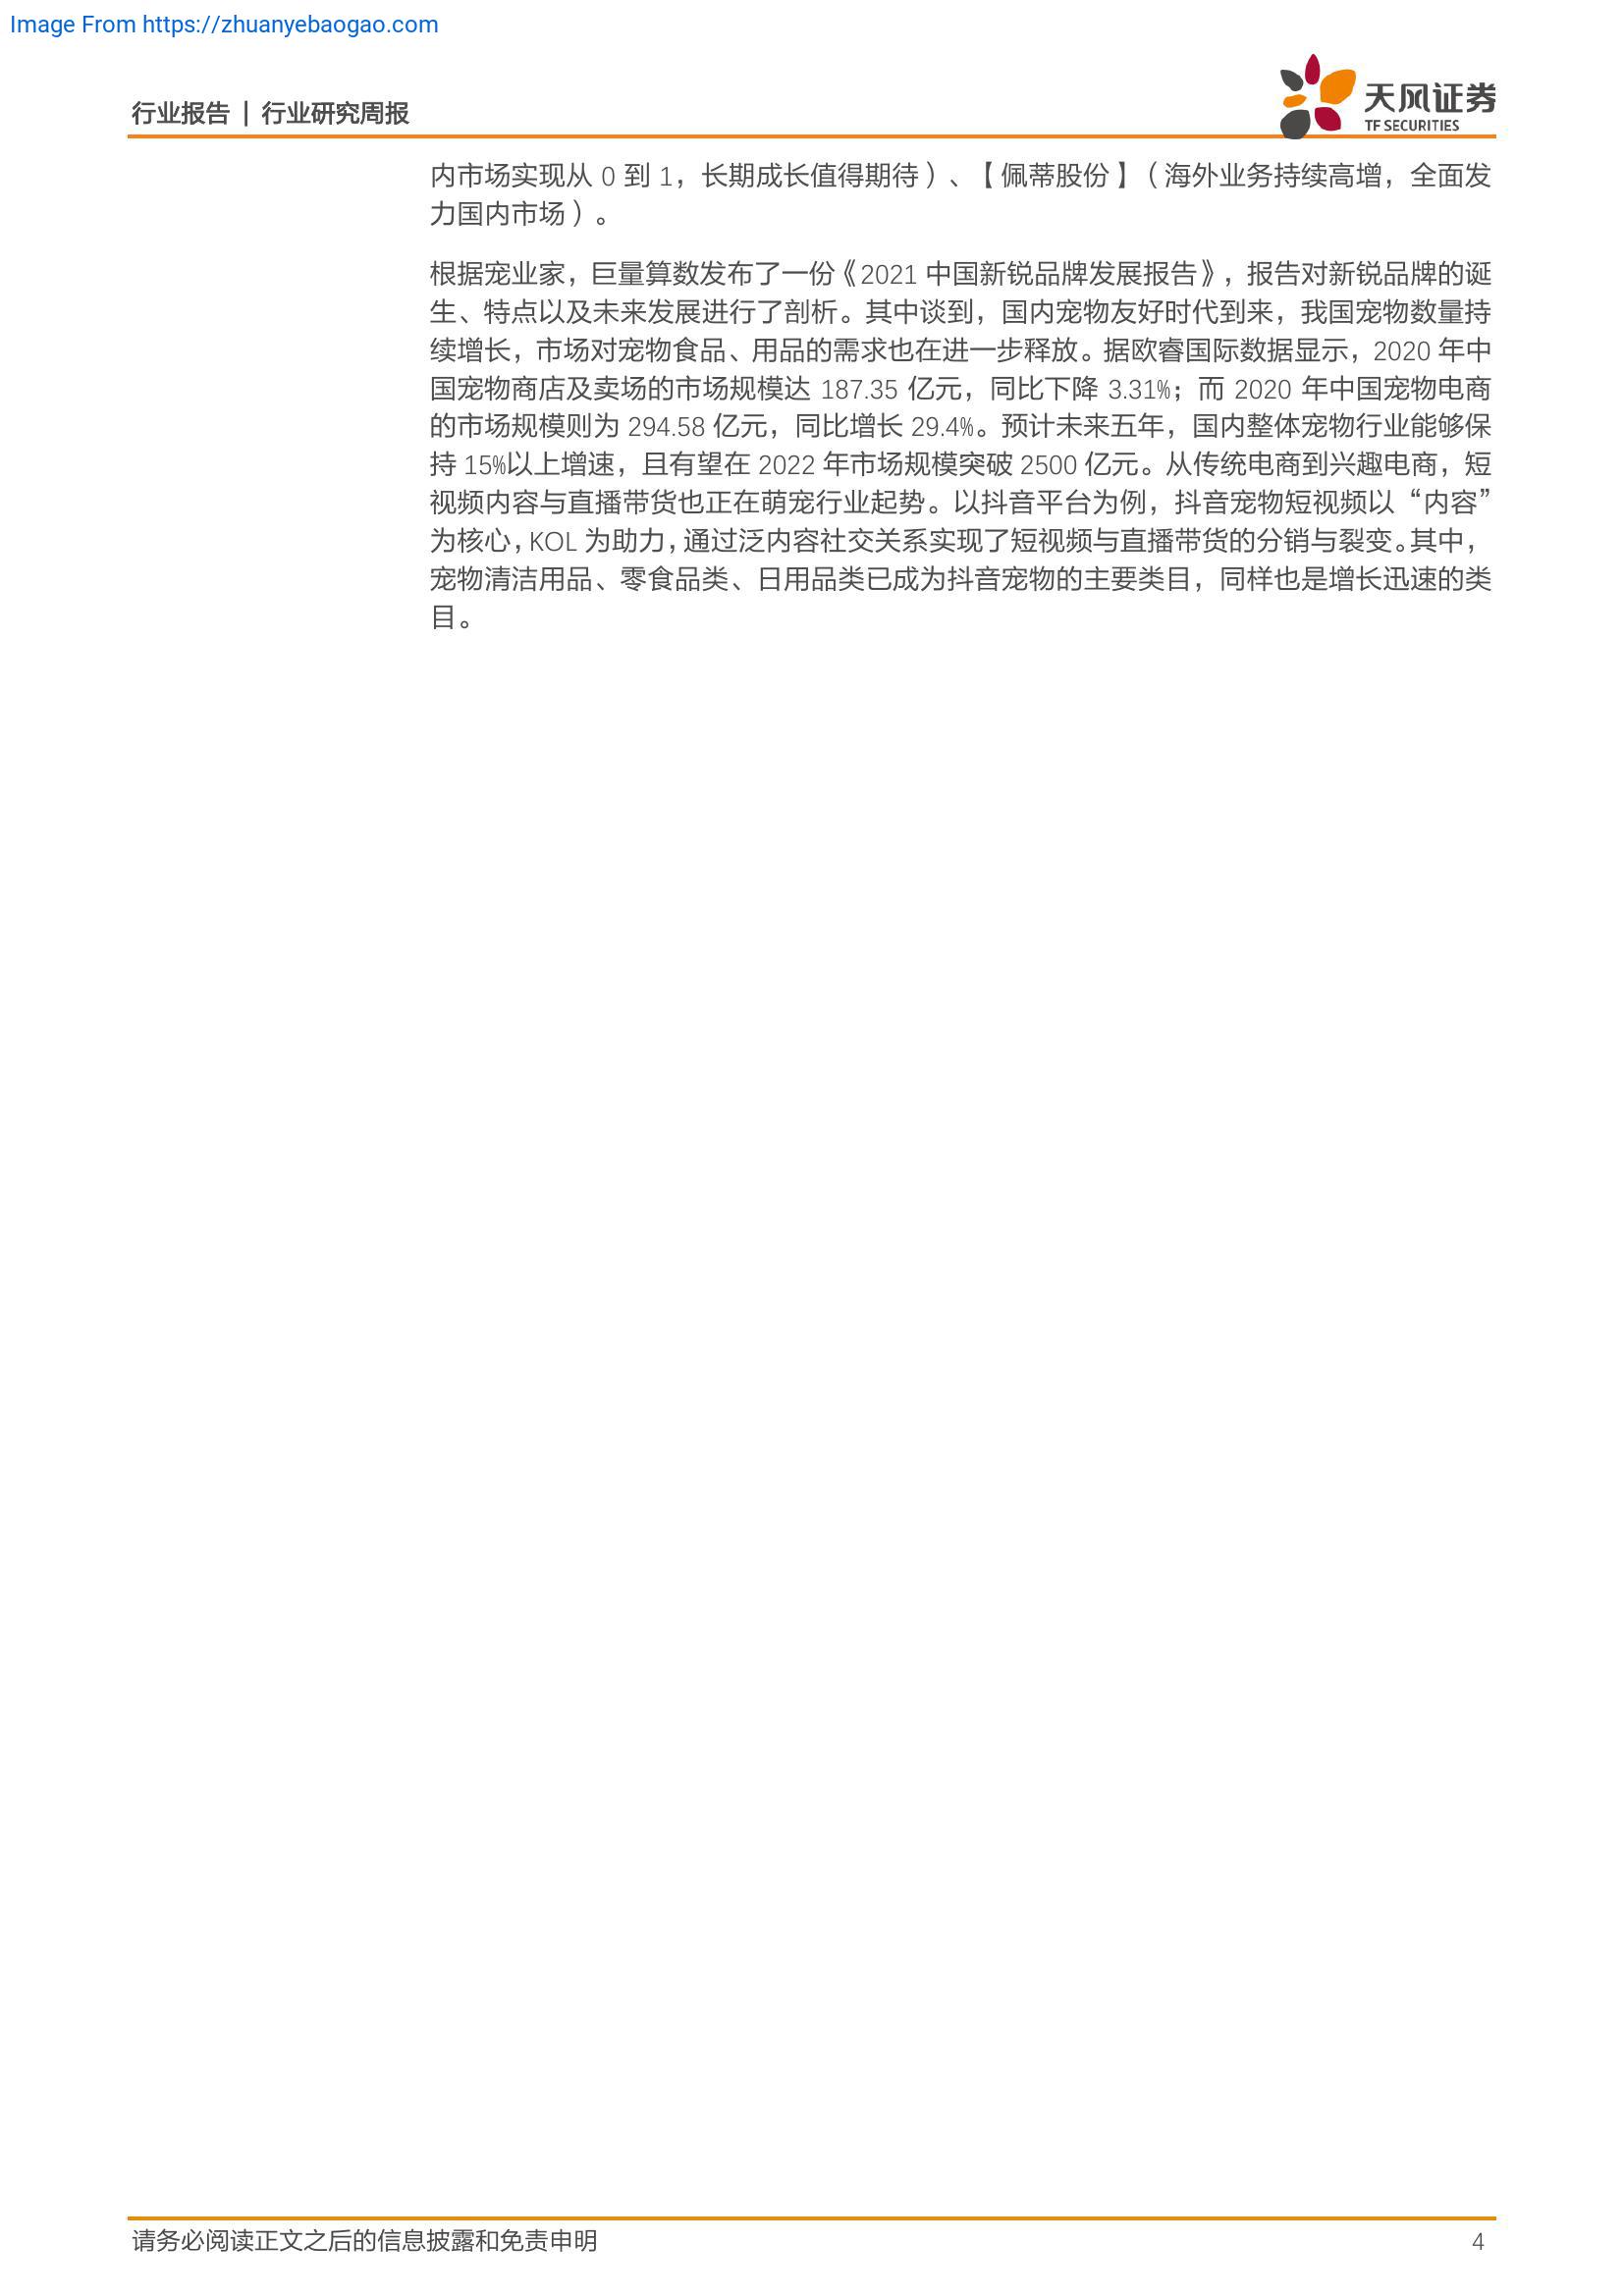 Image From https://zhuanyebaogao.com
行业报告 | 行业研究周报
天风证券
TF SECURITIES
内市场实现从 0 到 1，长期成长值得期待）、【佩蒂股份】（海外业务持续高增，全面发
力国内市场）。
根据宠业家，巨量算数发布了一份《2021 中国新锐品牌发展报告》，报告对新锐品牌的诞
生、特点以及未来发展进行了剖析。其中谈到，国内宠物友好时代到来，我国宠物数量持
续增长，市场对宠物食品、用品的需求也在进一步释放。据欧睿国际数据显示，2020 年中
国宠物商店及卖场的市场规模达 187.35 亿元，同比下降 3.31%；而 2020 年中国宠物电商
的市场规模则为 294.58 亿元，同比增长 29.4%。预计未来五年，国内整体宠物行业能够保
持 15%以上增速，且有望在 2022 年市场规模突破 2500 亿元。从传统电商到兴趣电商，短
视频内容与直播带货也正在萌宠行业起势。以抖音平台为例，抖音宠物短视频以“内容”
为核心，KOL 为助力，通过泛内容社交关系实现了短视频与直播带货的分销与裂变。其中，
宠物清洁用品、零食品类、日用品类已成为抖音宠物的主要类目，同样也是增长迅速的类
目。
请务必阅读正文之后的信息披露和免责申明
4